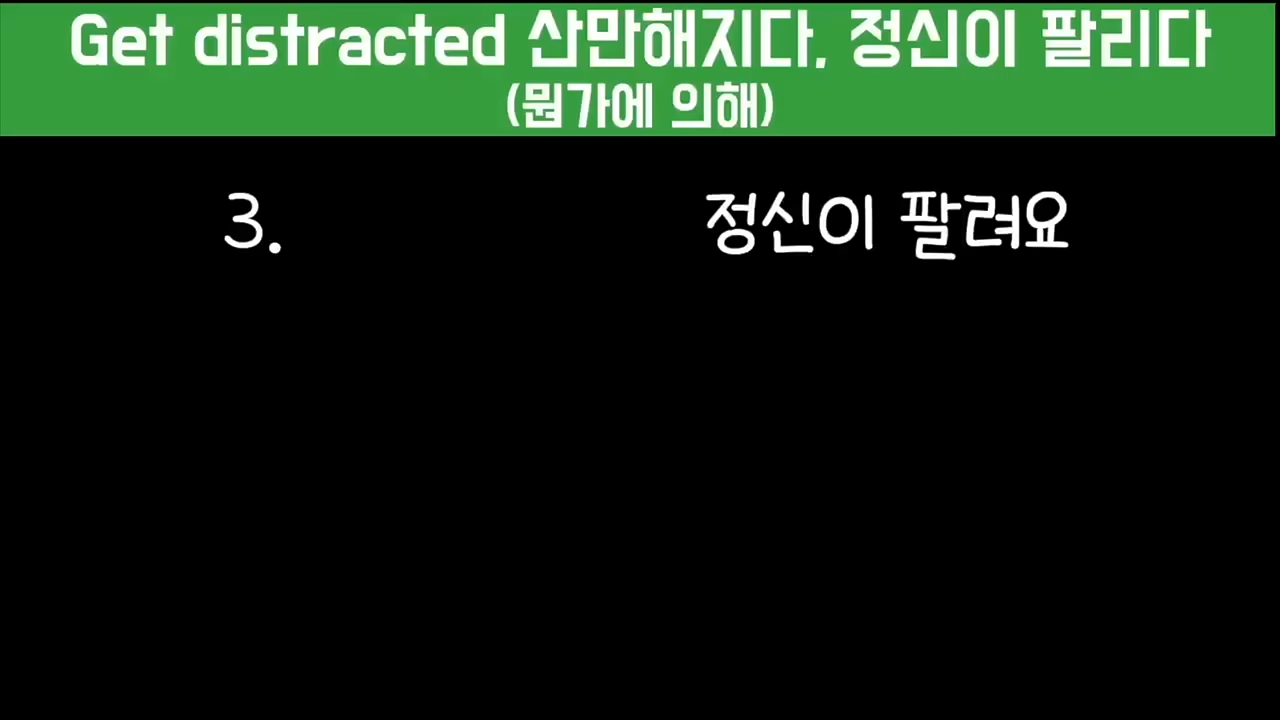 Get distracted 산만해지다, 정신이 팔리다
(뭔가에 의해)
3. 정신이 팔려요